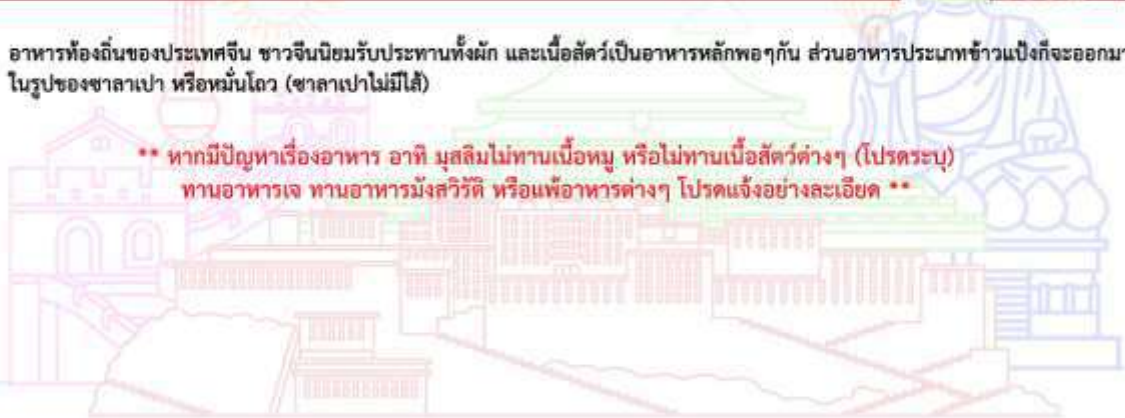 อาหารท้องถิ่นของประเทศจีน ชาวจีนนิยมรับประทานทั้งผัก และเนื้อสัตว์เป็นอาหารหลักพอๆกัน ส่วนอาหารประเภทข้าวแป้งก็จะออกมา
ในรูปของซาลาเปา หรือหมั่นโถว (ซาลาเปาไม่มีไส้)
** หากมีปัญหาเรื่องอาหาร อาทิ มุสลิมไม่ทานเนื้อหมู หรือไม่ทานเนื้อสัตว์ต่างๆ (โปรดระบุ)
ทานอาหารเจ ทานอาหารมังสวิรัติ หรือแพ้อาหารต่างๆ โปรดแจ้งอย่างละเอียด **